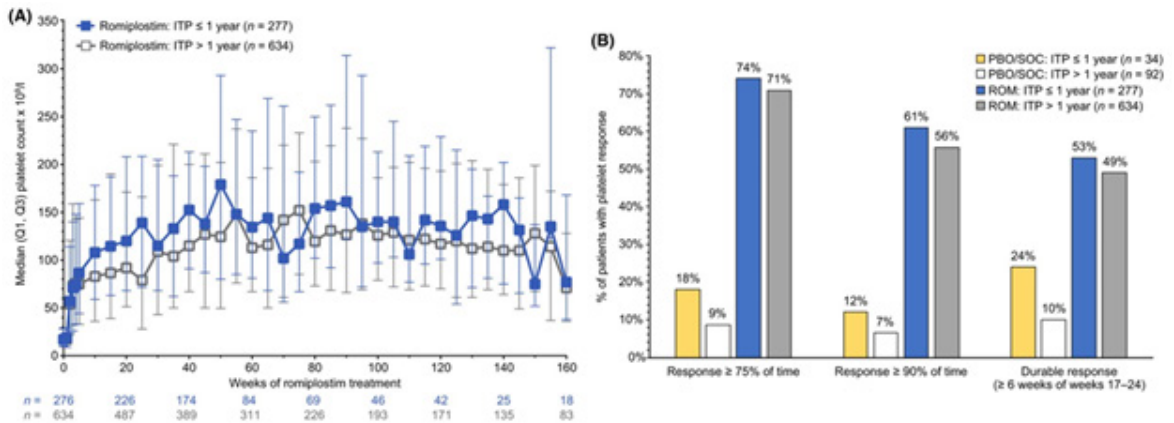 (A)
Median (Q1, Q3) platelet count x 10⁹/l
350
300
250
200
150
100
50
0
Romiplostim: ITP ≤ 1 year (n = 277)
Romiplostim: ITP > 1 year (n = 634)
0 20 40 60 80 100 120 140 160
Weeks of romiplostim treatment
n = 276 226 174 84 69 46 42 25 18
n = 634 487 389 311 226 193 171 135 83
(B)
% of patients with platelet response
80%
70%
60%
50%
40%
30%
20%
10%
0%
PBO/SOC: ITP ≤ 1 year (n = 34)
PBO/SOC: ITP > 1 year (n = 92)
ROM: ITP ≤ 1 year (n = 277)
ROM: ITP > 1 year (n = 634)
18% 9% 74% 71%
12% 7% 61% 56%
24% 10% 53% 49%
Response ≥ 75% of time
Response ≥ 90% of time
Durable response
(≥ 6 weeks of weeks 17–24)